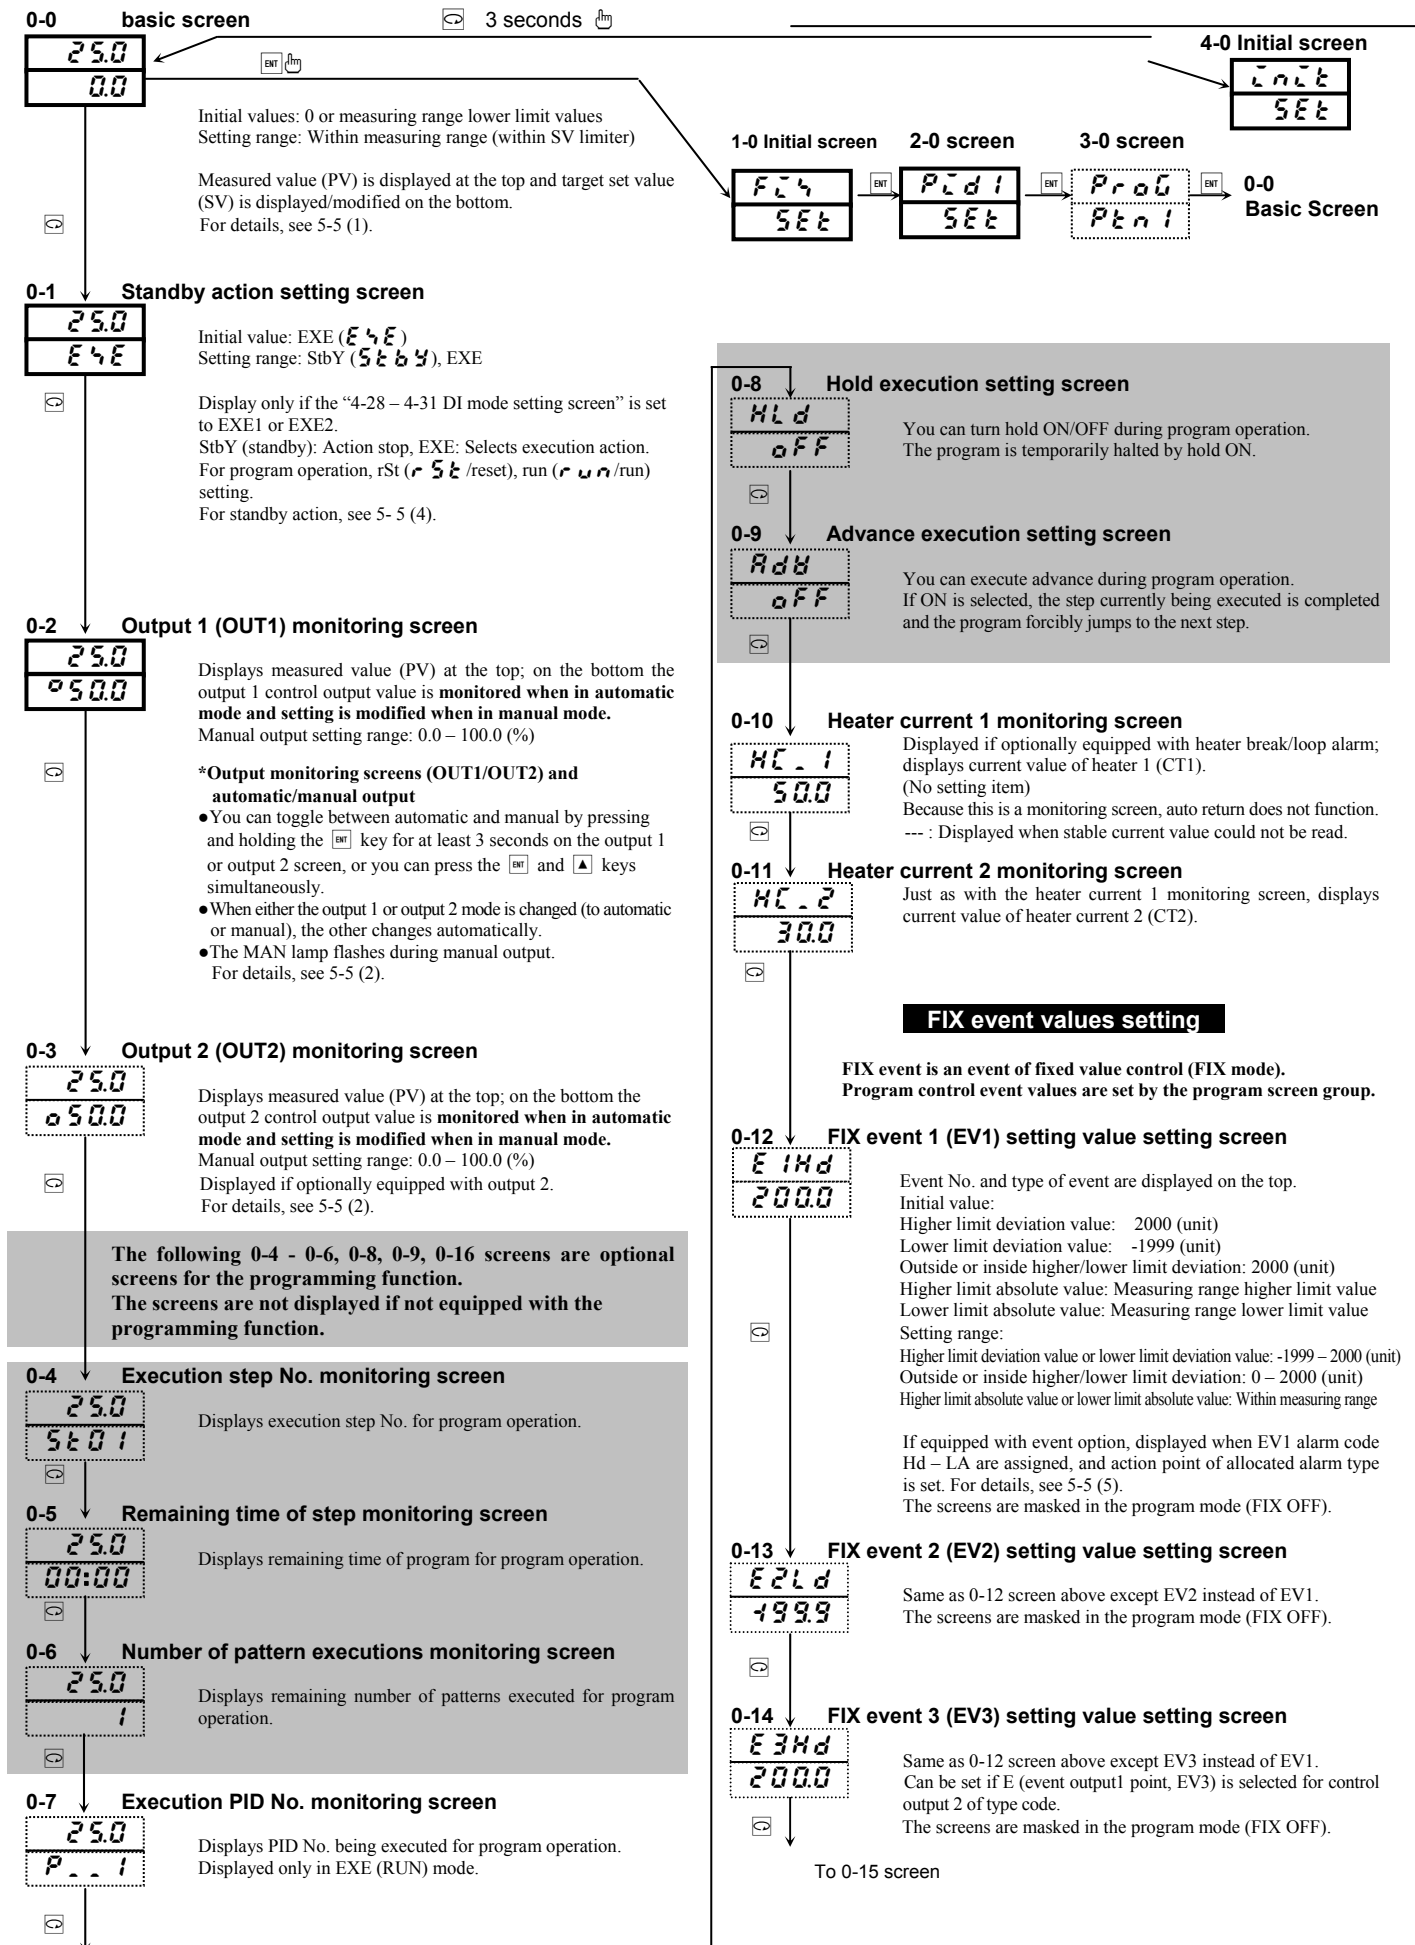 0-0 basic screen
3 seconds
25.0
0.0
ENT
4-0 Initial screen
init
SEt
Initial values: 0 or measuring range lower limit values
Setting range: Within measuring range (within SV limiter)
Measured value (PV) is displayed at the top and target set value
(SV) is displayed/modified on the bottom.
For details, see 5-5 (1).
1-0 Initial screen 2-0 screen 3-0 screen
Fix ENT Pid1 ENT ProG ENT 0-0
SEt SEt Ptn1 Basic Screen
0-1 Standby action setting screen
25.0
EXE
Initial value: EXE (EXE)
Setting range: StbY (StbY), EXE
Display only if the “4-28 – 4-31 DI mode setting screen” is set
to EXE1 or EXE2.
StbY (standby): Action stop, EXE: Selects execution action.
For program operation, rSt (rSt /reset), run (run /run)
setting.
For standby action, see 5- 5 (4).
0-2 Output 1 (OUT1) monitoring screen
25.0
o50.0
Displays measured value (PV) at the top; on the bottom the
output 1 control output value is monitored when in automatic
mode and setting is modified when in manual mode.
Manual output setting range: 0.0 – 100.0 (%)
*Output monitoring screens (OUT1/OUT2) and
automatic/manual output
●You can toggle between automatic and manual by pressing
and holding the ENT key for at least 3 seconds on the output 1
or output 2 screen, or you can press the ENT and ▲ keys
simultaneously.
●When either the output 1 or output 2 mode is changed (to automatic
or manual), the other changes automatically.
●The MAN lamp flashes during manual output.
For details, see 5-5 (2).
0-3 Output 2 (OUT2) monitoring screen
25.0
o50.0
Displays measured value (PV) at the top; on the bottom the
output 2 control output value is monitored when in automatic
mode and setting is modified when in manual mode.
Manual output setting range: 0.0 – 100.0 (%)
Displayed if optionally equipped with output 2.
For details, see 5-5 (2).
The following 0-4 - 0-6, 0-8, 0-9, 0-16 screens are optional
screens for the programming function.
The screens are not displayed if not equipped with the
programming function.
0-4 Execution step No. monitoring screen
25.0
St01
Displays execution step No. for program operation.
0-5 Remaining time of step monitoring screen
25.0
00:00
Displays remaining time of program for program operation.
0-6 Number of pattern executions monitoring screen
25.0
1
Displays remaining number of patterns executed for program
operation.
0-7 Execution PID No. monitoring screen
25.0
P__1
Displays PID No. being executed for program operation.
Displayed only in EXE (RUN) mode.
0-8 Hold execution setting screen
HLd
oFF
You can turn hold ON/OFF during program operation.
The program is temporarily halted by hold ON.
0-9 Advance execution setting screen
AdV
oFF
You can execute advance during program operation.
If ON is selected, the step currently being executed is completed
and the program forcibly jumps to the next step.
0-10 Heater current 1 monitoring screen
HC_1
50.0
Displayed if optionally equipped with heater break/loop alarm;
displays current value of heater 1 (CT1).
(No setting item)
Because this is a monitoring screen, auto return does not function.
--- : Displayed when stable current value could not be read.
0-11 Heater current 2 monitoring screen
HC_2
30.0
Just as with the heater current 1 monitoring screen, displays
current value of heater current 2 (CT2).
FIX event values setting
FIX event is an event of fixed value control (FIX mode).
Program control event values are set by the program screen group.
0-12 FIX event 1 (EV1) setting value setting screen
E1Hd
200.0
Event No. and type of event are displayed on the top.
Initial value:
Higher limit deviation value: 2000 (unit)
Lower limit deviation value: -1999 (unit)
Outside or inside higher/lower limit deviation: 2000 (unit)
Higher limit absolute value: Measuring range higher limit value
Lower limit absolute value: Measuring range lower limit value
Setting range:
Higher limit deviation value or lower limit deviation value: -1999 – 2000 (unit)
Outside or inside higher/lower limit deviation: 0 – 2000 (unit)
Higher limit absolute value or lower limit absolute value: Within measuring range
If equipped with event option, displayed when EV1 alarm code
Hd – LA are assigned, and action point of allocated alarm type
is set. For details, see 5-5 (5).
The screens are masked in the program mode (FIX OFF).
0-13 FIX event 2 (EV2) setting value setting screen
E2Ld
-199.9
Same as 0-12 screen above except EV2 instead of EV1.
The screens are masked in the program mode (FIX OFF).
0-14 FIX event 3 (EV3) setting value setting screen
E3Hd
200.0
Same as 0-12 screen above except EV3 instead of EV1.
Can be set if E (event output1 point, EV3) is selected for control
output 2 of type code.
The screens are masked in the program mode (FIX OFF).
To 0-15 screen